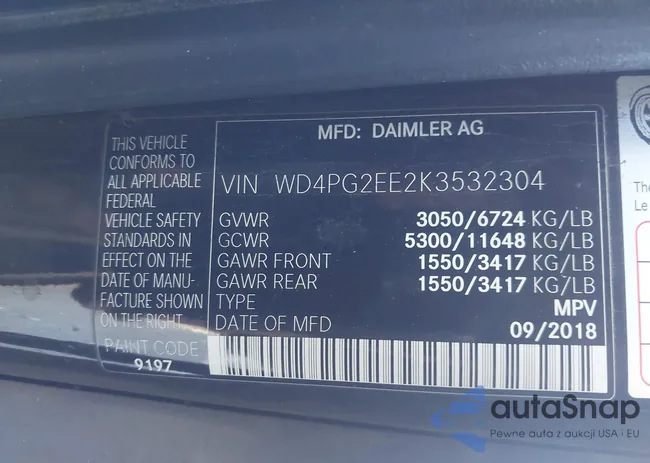 MFD: DAIMLER AG
THIS VEHICLE
CONFORMS TO
ALL APPLICABLE
FEDERAL
VEHICLE SAFETY
STANDARDS IN
EFFECT ON THE
DATE OF MANU-
FACTURE SHOWN
ON THE RIGHT.
PAINT CODE
9197
VIN WD4PG2EE2K3532304
GVWR 3050/6724 KG/LB
GCWR 5300/11648 KG/LB
GAWR FRONT 1550/3417 KG/LB
GAWR REAR 1550/3417 KG/LB
TYPE MPV
DATE OF MFD 09/2018
The
Le
autaSnap
Pewne auta z aukcji USA i EU